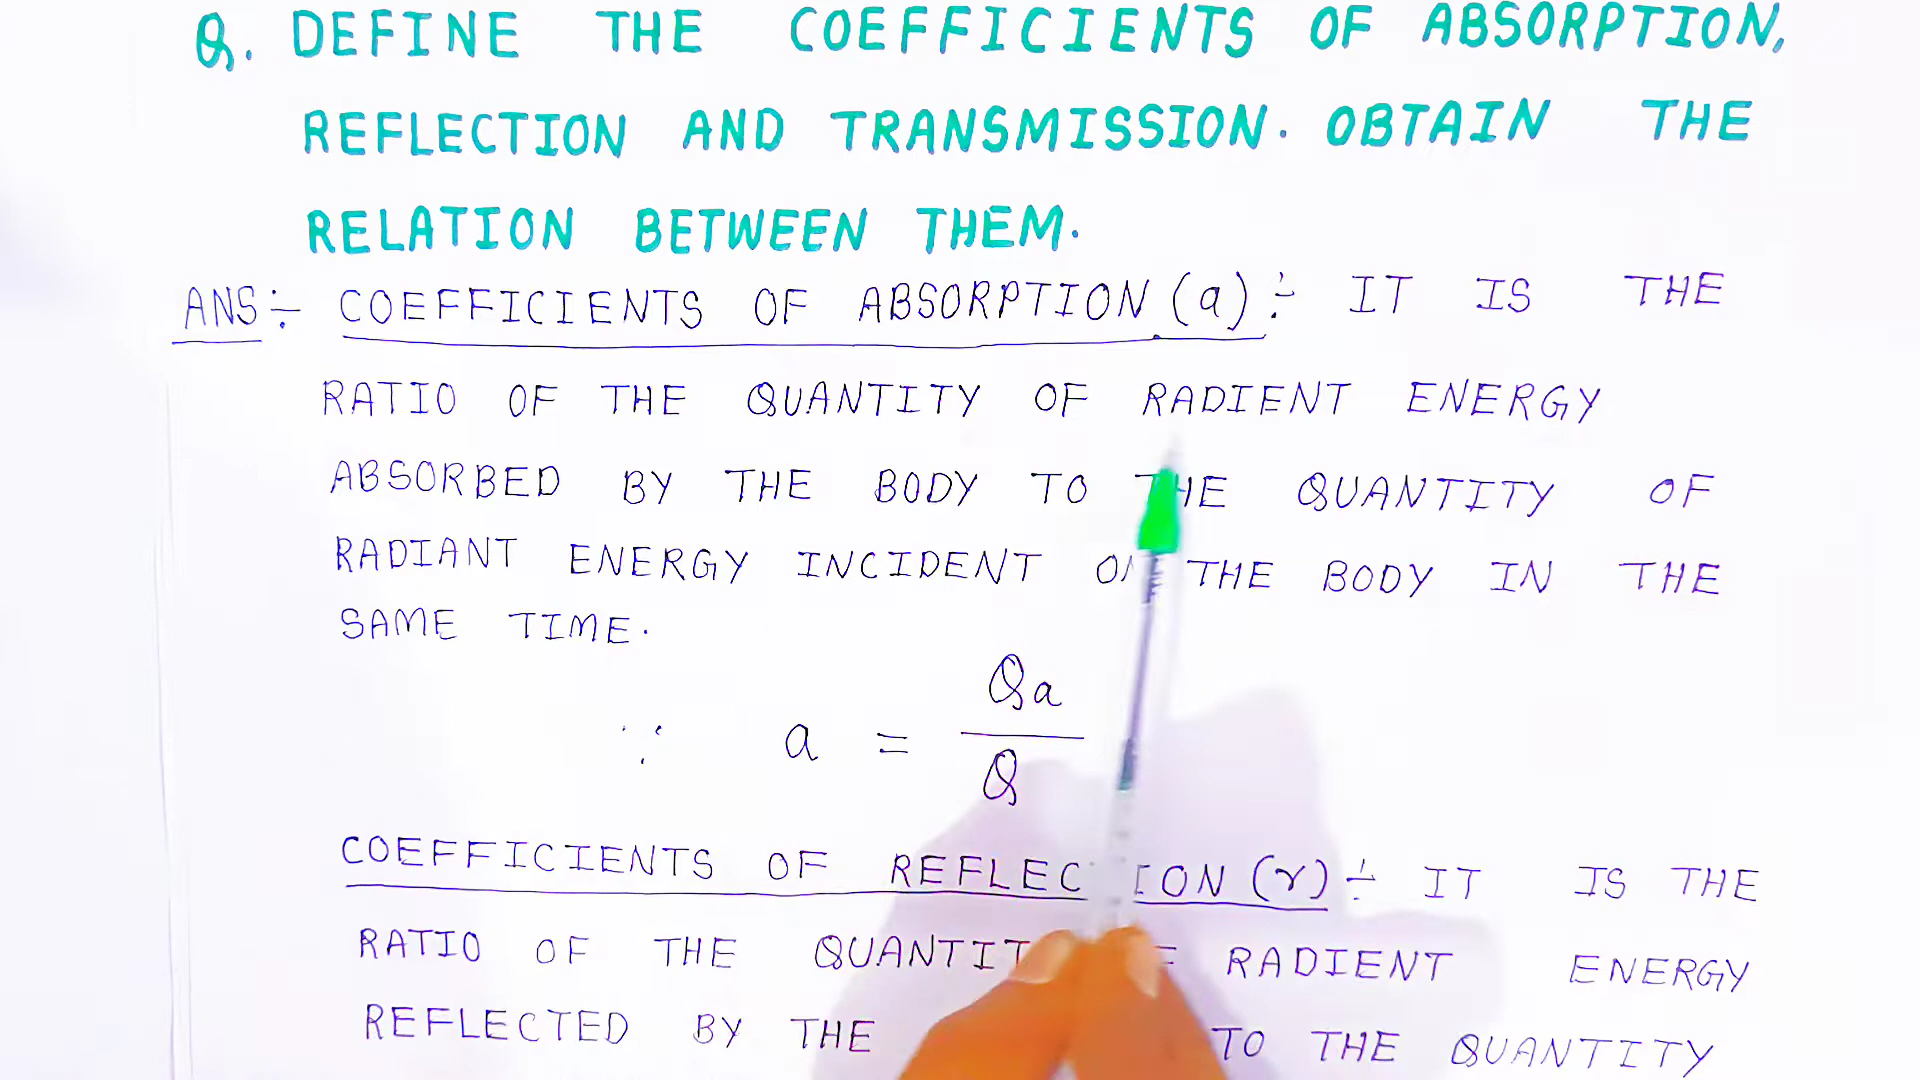 Q. DEFINE THE COEFFICIENTS OF ABSORPTION,
REFLECTION AND TRANSMISSION. OBTAIN THE
RELATION BETWEEN THEM.
ANS:- COEFFICIENTS OF ABSORPTION (a):- IT IS THE
RATIO OF THE QUANTITY OF RADIENT ENERGY
ABSORBED BY THE BODY TO THE QUANTITY OF
RADIANT ENERGY INCIDENT ON THE BODY IN THE
SAME TIME.
∵ a = Qa / Q
COEFFICIENTS OF REFLECTION (r):- IT IS THE
RATIO OF THE QUANTITY RADIENT ENERGY
REFLECTED BY THE TO THE QUANTITY